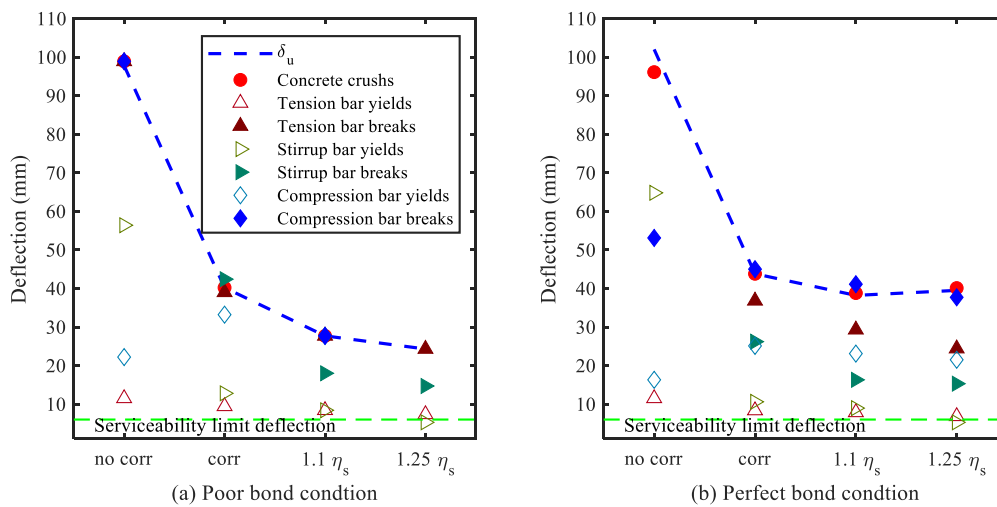 110
100
90
80
70
60
50
40
30
20
10
Deflection (mm)
δu
Concrete crushs
Tension bar yields
Tension bar breaks
Stirrup bar yields
Stirrup bar breaks
Compression bar yields
Compression bar breaks
Serviceability limit deflection
no corr corr 1.1 ηs 1.25 ηs
(a) Poor bond condtion
110
100
90
80
70
60
50
40
30
20
10
Deflection (mm)
Serviceability limit deflection
no corr corr 1.1 ηs 1.25 ηs
(b) Perfect bond condtion